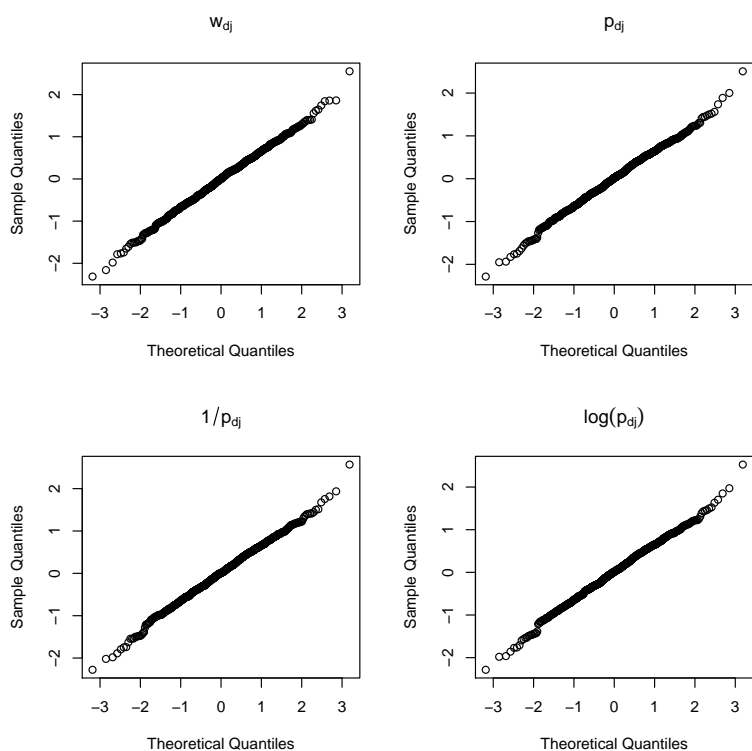 w_dj
Sample Quantiles
2
1
0
−1
−2
−3 −2 −1 0 1 2 3
Theoretical Quantiles
p_dj
Sample Quantiles
2
1
0
−1
−2
−3 −2 −1 0 1 2 3
Theoretical Quantiles
1/p_dj
Sample Quantiles
2
1
0
−1
−2
−3 −2 −1 0 1 2 3
Theoretical Quantiles
log(p_dj)
Sample Quantiles
2
1
0
−1
−2
−3 −2 −1 0 1 2 3
Theoretical Quantiles